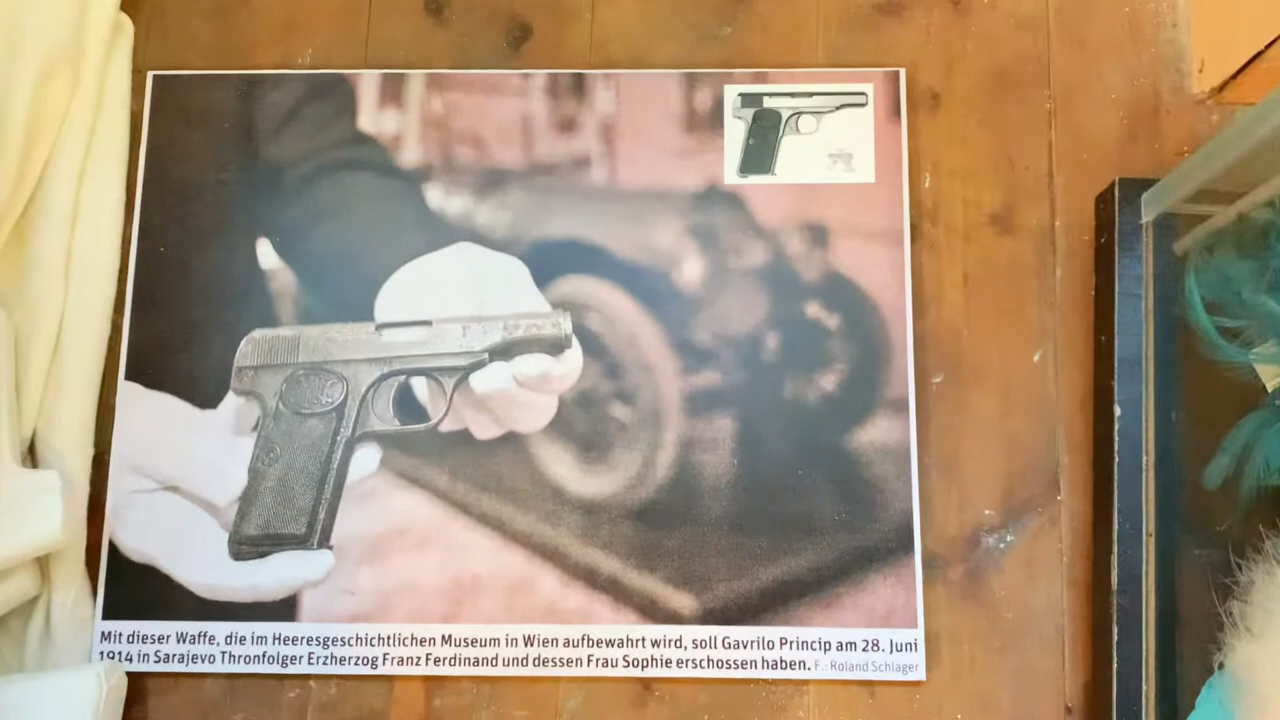 Mit dieser Waffe, die im Heeresgeschichtlichen Museum in Wien aufbewahrt wird, soll Gavrilo Princip am 28. Juni
1914 in Sarajevo Thronfolger Erzherzog Franz Ferdinand und dessen Frau Sophie erschossen haben. F.: Roland Schlager